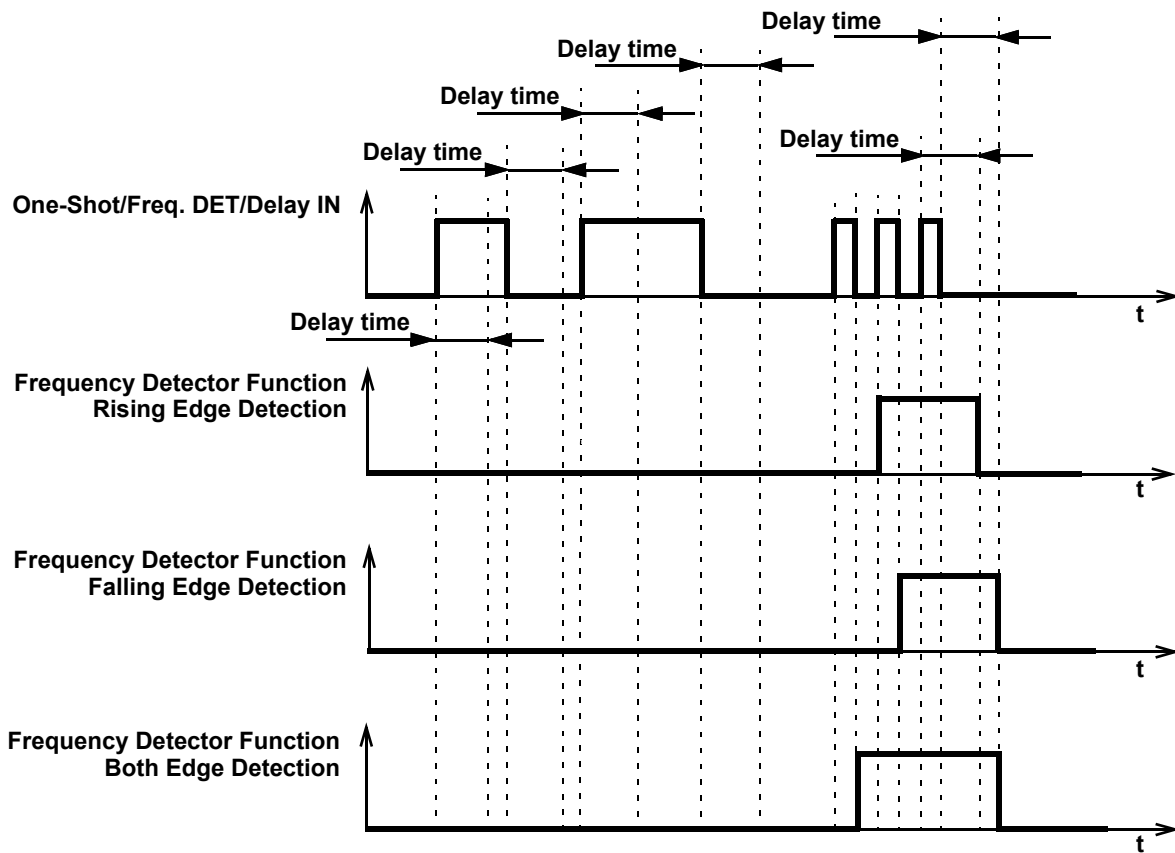 Delay time
Delay time
Delay time
Delay time
Delay time
One-Shot/Freq. DET/Delay IN
t
Delay time
Frequency Detector Function
Rising Edge Detection
t
Frequency Detector Function
Falling Edge Detection
t
Frequency Detector Function
Both Edge Detection
t